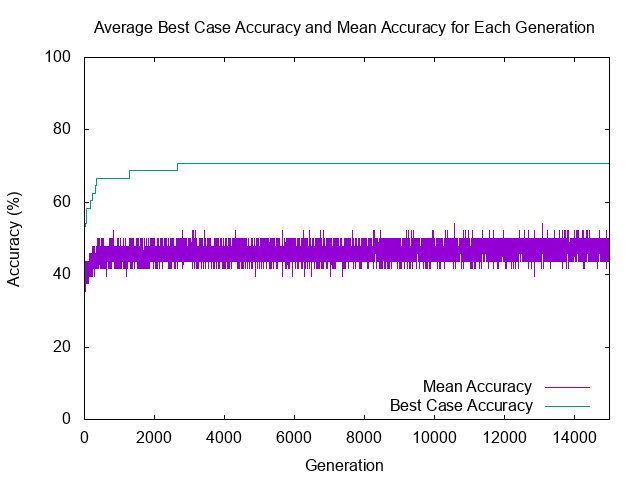 Average Best Case Accuracy and Mean Accuracy for Each Generation
100
80
60
40
20
0
Accuracy (%)
Mean Accuracy
Best Case Accuracy
0 2000 4000 6000 8000 10000 12000 14000
Generation